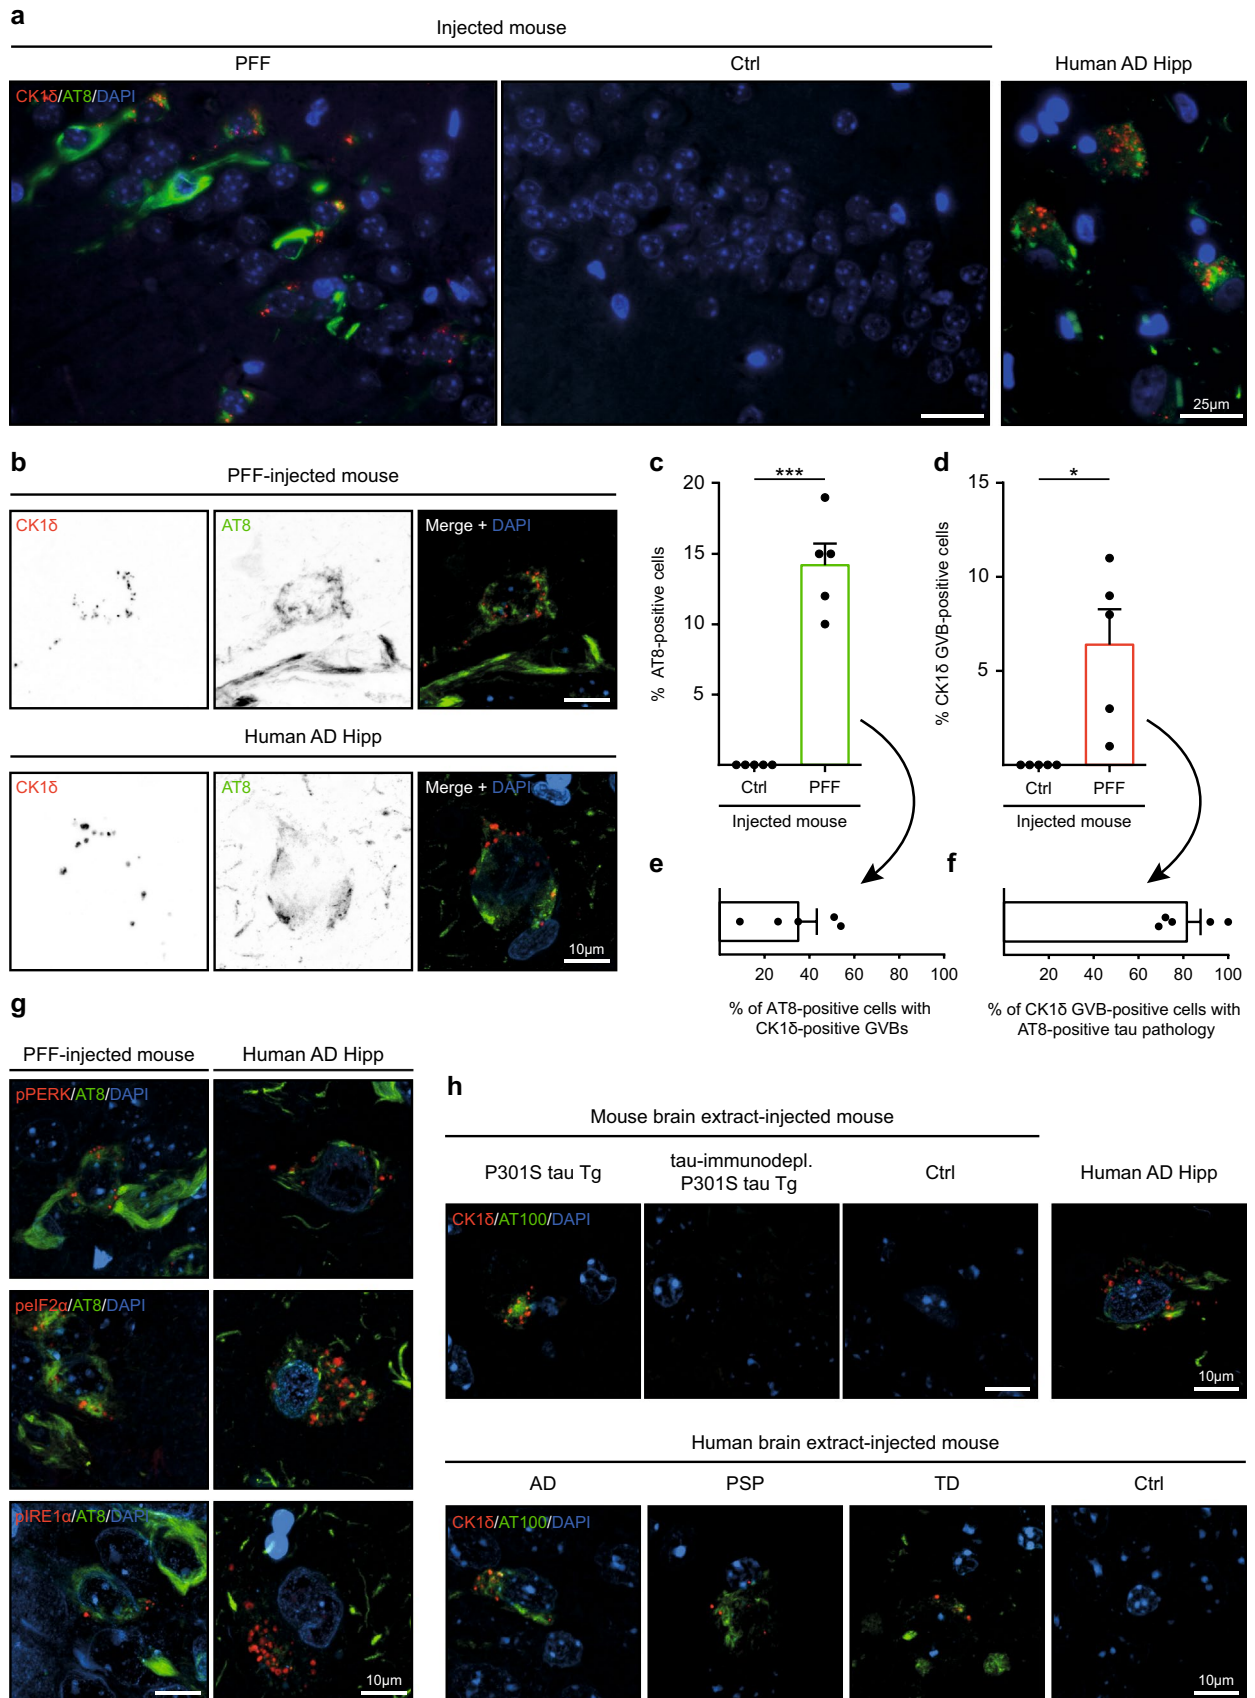 a
Injected mouse
PFF
Ctrl
Human AD Hipp
CK1δ/AT8/DAPI
25µm
b
PFF-injected mouse
CK1δ
AT8
Merge + DAPI
Human AD Hipp
CK1δ
AT8
Merge + DAPI
10µm
c
***
% AT8-positive cells
20
15
10
5
Ctrl
PFF
Injected mouse
d
*
% CK1δ GVB-positive cells
15
10
5
Ctrl
PFF
Injected mouse
e
20 40 60 80 100
% of AT8-positive cells with
CK1δ-positive GVBs
f
20 40 60 80 100
% of CK1δ GVB-positive cells with
AT8-positive tau pathology
g
PFF-injected mouse
Human AD Hipp
pPERK/AT8/DAPI
peIF2α/AT8/DAPI
pIRE1α/AT8/DAPI
10µm
h
Mouse brain extract-injected mouse
P301S tau Tg
tau-immunodepl.
P301S tau Tg
Ctrl
Human AD Hipp
CK1δ/AT100/DAPI
10µm
Human brain extract-injected mouse
AD
PSP
TD
Ctrl
CK1δ/AT100/DAPI
10µm